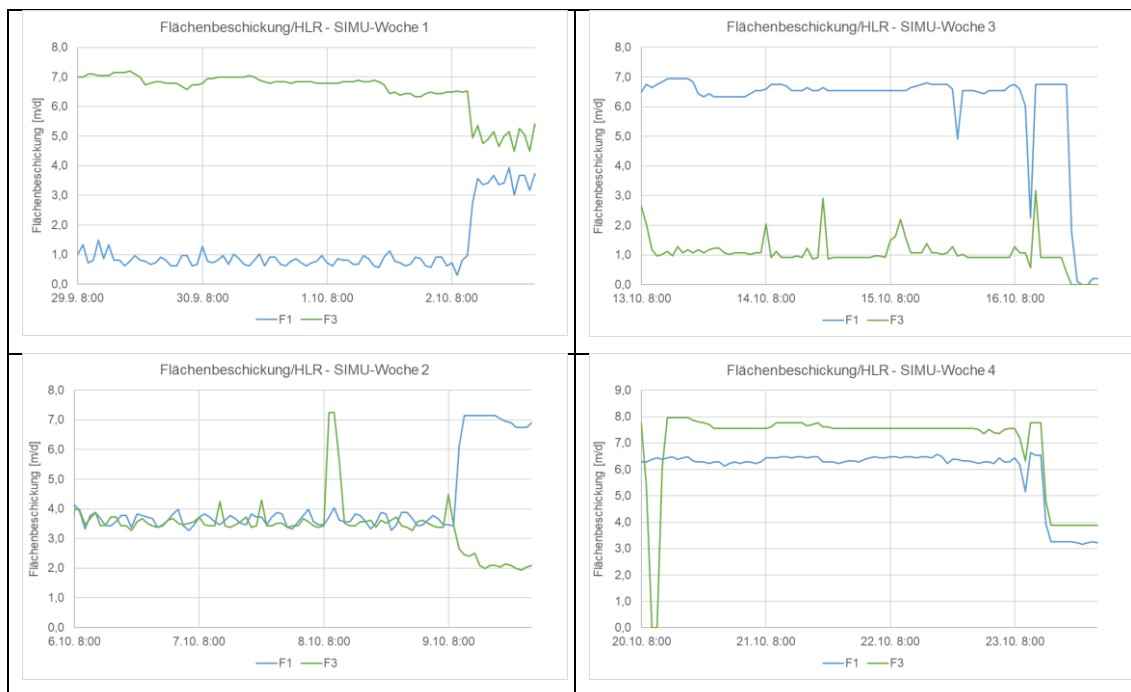 Flächenbeschickung/HLR - SIMU-Woche 1
Flächenbeschickung [m/d]
8,0
7,0
6,0
5,0
4,0
3,0
2,0
1,0
0,0
29.9. 8:00 30.9. 8:00 1.10. 8:00 2.10. 8:00
F1 F3
Flächenbeschickung/HLR - SIMU-Woche 3
Flächenbeschickung [m/d]
8,0
7,0
6,0
5,0
4,0
3,0
2,0
1,0
0,0
13.10. 8:00 14.10. 8:00 15.10. 8:00 16.10. 8:00
F1 F3
Flächenbeschickung/HLR - SIMU-Woche 2
Flächenbeschickung [m/d]
8,0
7,0
6,0
5,0
4,0
3,0
2,0
1,0
0,0
6.10. 8:00 7.10. 8:00 8.10. 8:00 9.10. 8:00
F1 F3
Flächenbeschickung/HLR - SIMU-Woche 4
Flächenbeschickung [m/d]
9,0
8,0
7,0
6,0
5,0
4,0
3,0
2,0
1,0
0,0
20.10. 8:00 21.10. 8:00 22.10. 8:00 23.10. 8:00
F1 F3